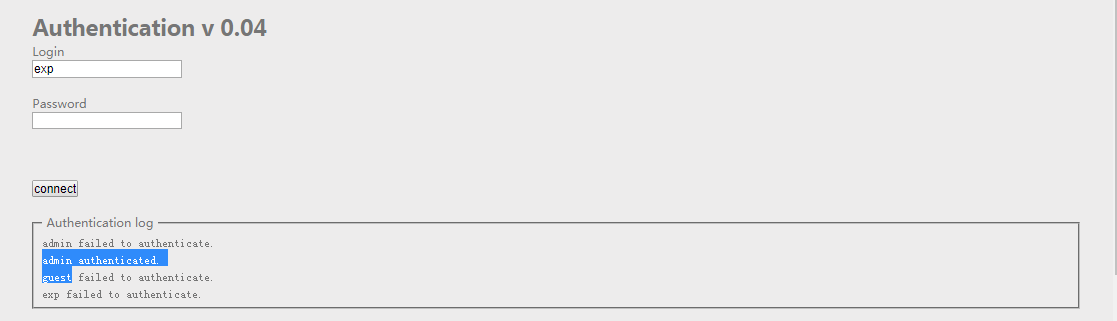 Authentication v 0.04
Login
exp
Password
connect
Authentication log
admin failed to authenticate.
admin authenticated.
guest failed to authenticate.
exp failed to authenticate.